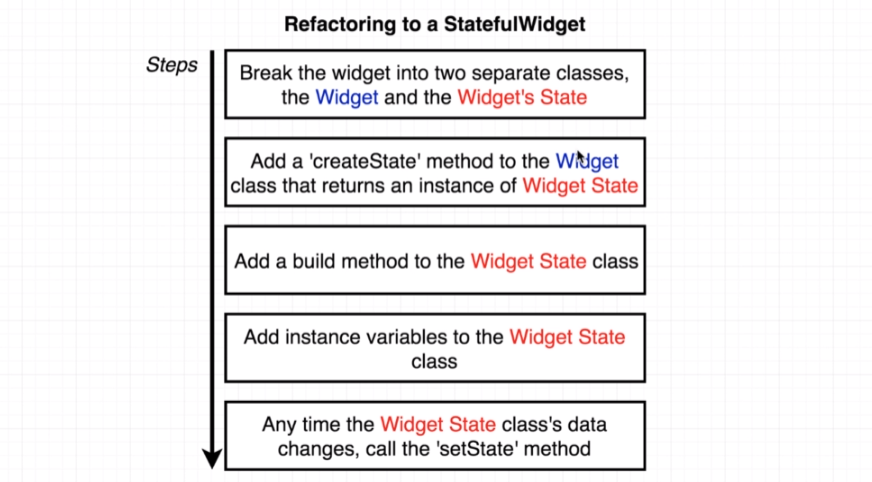 Refactoring to a StatefulWidget
Steps
Break the widget into two separate classes,
the Widget and the Widget's State
Add a 'createState' method to the Widget
class that returns an instance of Widget State
Add a build method to the Widget State class
Add instance variables to the Widget State
class
Any time the Widget State class's data
changes, call the 'setState' method